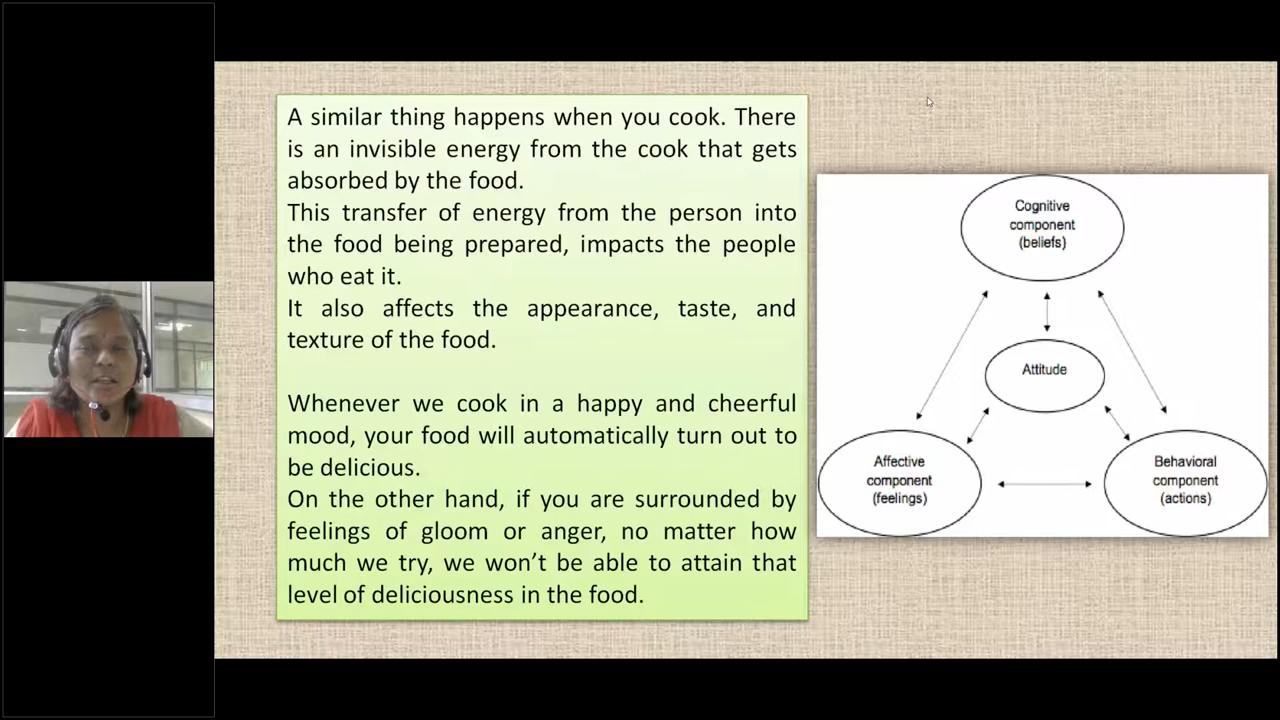 A similar thing happens when you cook. There
is an invisible energy from the cook that gets
absorbed by the food.
This transfer of energy from the person into
the food being prepared, impacts the people
who eat it.
It also affects the appearance, taste, and
texture of the food.
Whenever we cook in a happy and cheerful
mood, your food will automatically turn out to
be delicious.
On the other hand, if you are surrounded by
feelings of gloom or anger, no matter how
much we try, we won’t be able to attain that
level of deliciousness in the food.
Cognitive
component
(beliefs)
Attitude
Affective
component
(feelings)
Behavioral
component
(actions)